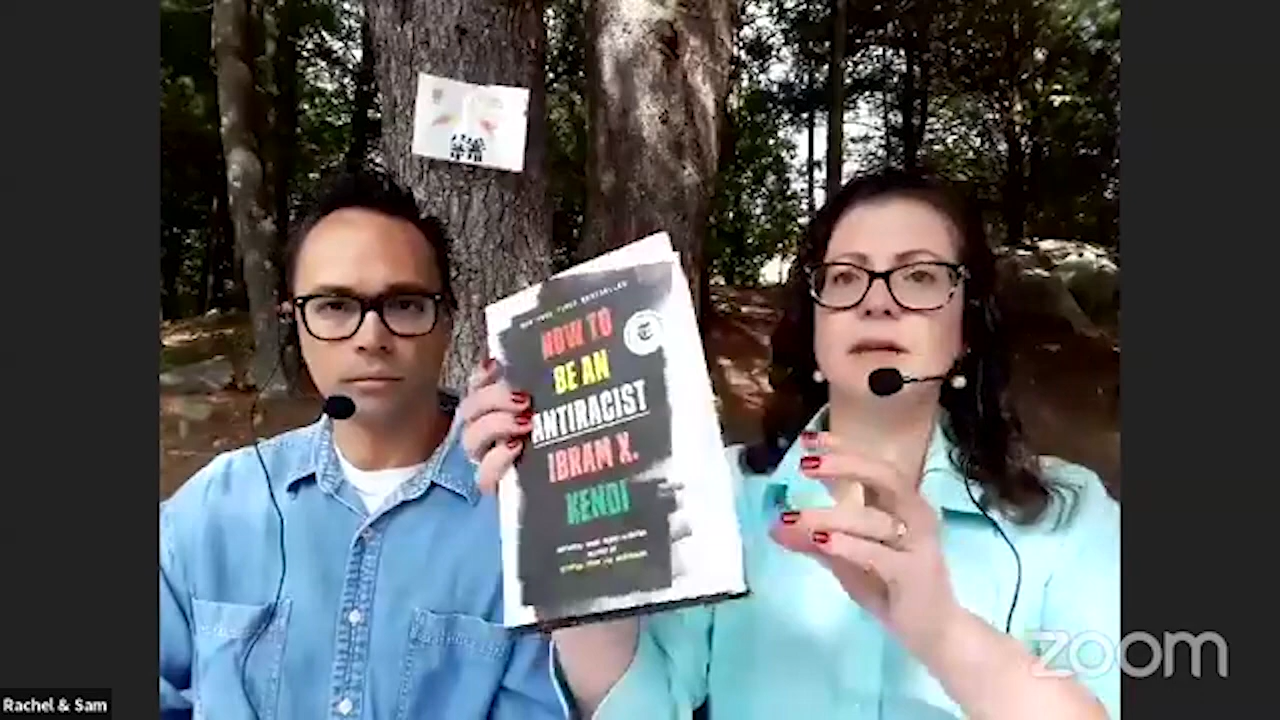 NEW YORK TIMES BESTSELLER
HOW TO
BE AN
ANTIRACIST
IBRAM X.
KENDI
zoom
Rachel & Sam